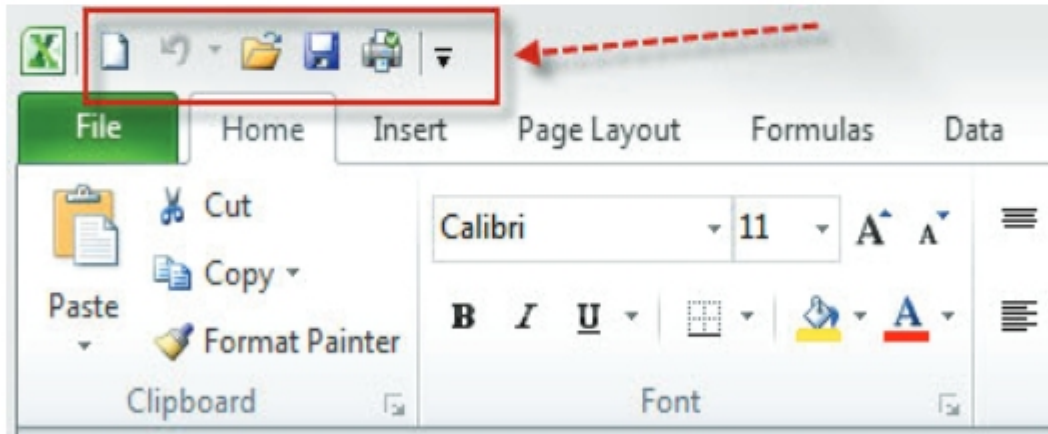 File Home Insert Page Layout Formulas Data
Cut
Calibri 11 A A
Copy
Paste
B I U A
Format Painter
Clipboard Font